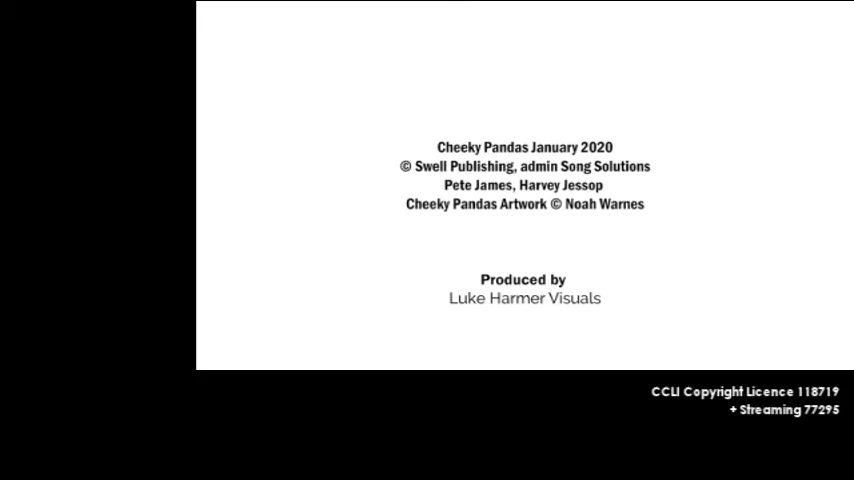 Cheeky Pandas January 2020
© Swell Publishing, admin Song Solutions
Pete James, Harvey Jessop
Cheeky Pandas Artwork © Noah Warnes
Produced by
Luke Harmer Visuals
CCLI Copyright Licence 118719
+ Streaming 77295